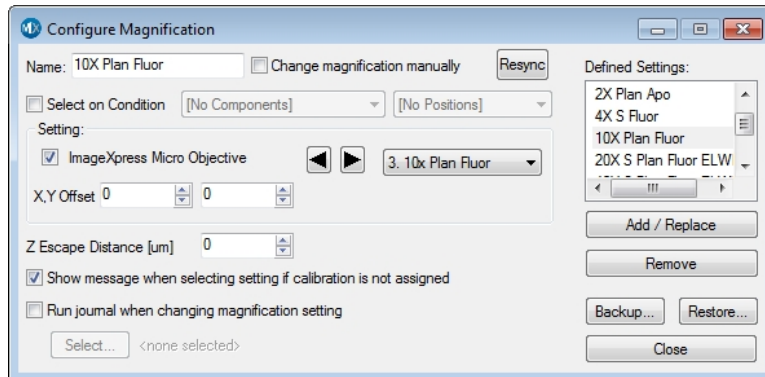 Configure Magnification
Name: 10X Plan Fluor
Change magnification manually
Resync
Select on Condition
[No Components]
[No Positions]
Setting:
ImageXpress Micro Objective
3. 10x Plan Fluor
X,Y Offset 0 0
Z Escape Distance [um] 0
Show message when selecting setting if calibration is not assigned
Run journal when changing magnification setting
Select... <none selected>
Defined Settings:
2X Plan Apo
4X S Fluor
10X Plan Fluor
20X S Plan Fluor ELW
Add / Replace
Remove
Backup... Restore...
Close